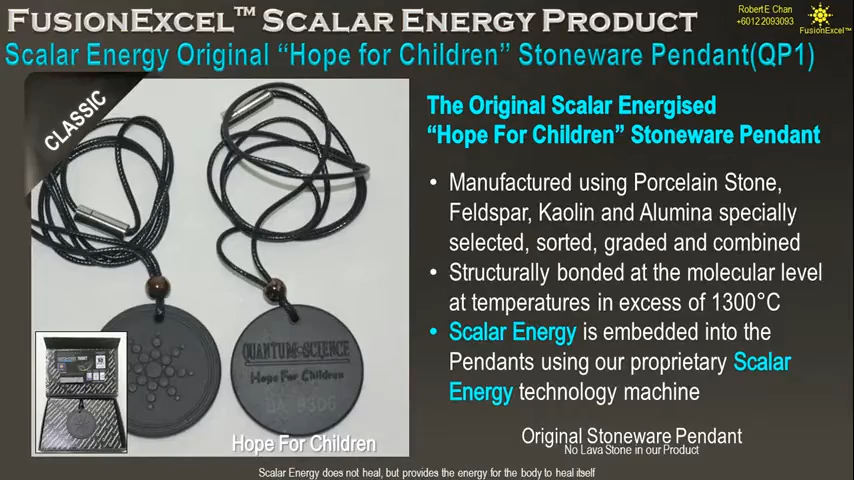 FusionExcel™ Scalar Energy Product
Robert E Chan
+6012 2093093
FusionExcel™
Scalar Energy Original “Hope for Children” Stoneware Pendant(QP1)
CLASSIC
The Original Scalar Energised
“Hope For Children” Stoneware Pendant
• Manufactured using Porcelain Stone,
Feldspar, Kaolin and Alumina specially
selected, sorted, graded and combined
• Structurally bonded at the molecular level
at temperatures in excess of 1300°C
• Scalar Energy is embedded into the
Pendants using our proprietary Scalar
Energy technology machine
QUANTUM SCIENCE
Hope For Children
9306
Hope For Children
Original Stoneware Pendant
No Lava Stone in our Product
Scalar Energy does not heal, but provides the energy for the body to heal itself